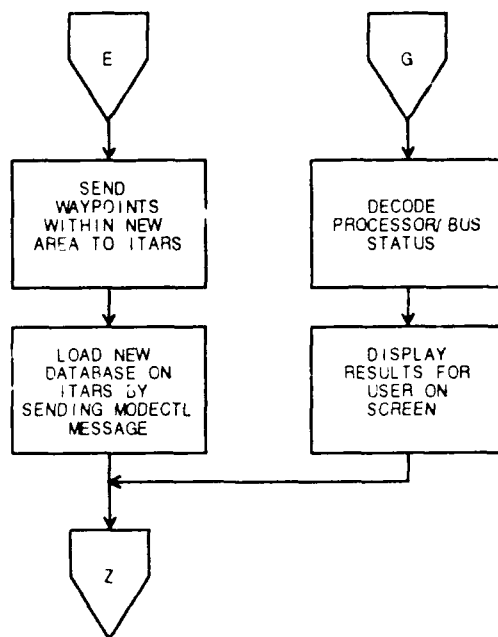 E
SEND
WAYPOINTS
WITHIN NEW
AREA TO ITARS
LOAD NEW
DATABASE ON
ITARS BY
SENDING MODECTL
MESSAGE
G
DECODE
PROCESSOR/BUS
STATUS
DISPLAY
RESULTS FOR
USER ON
SCREEN
Z